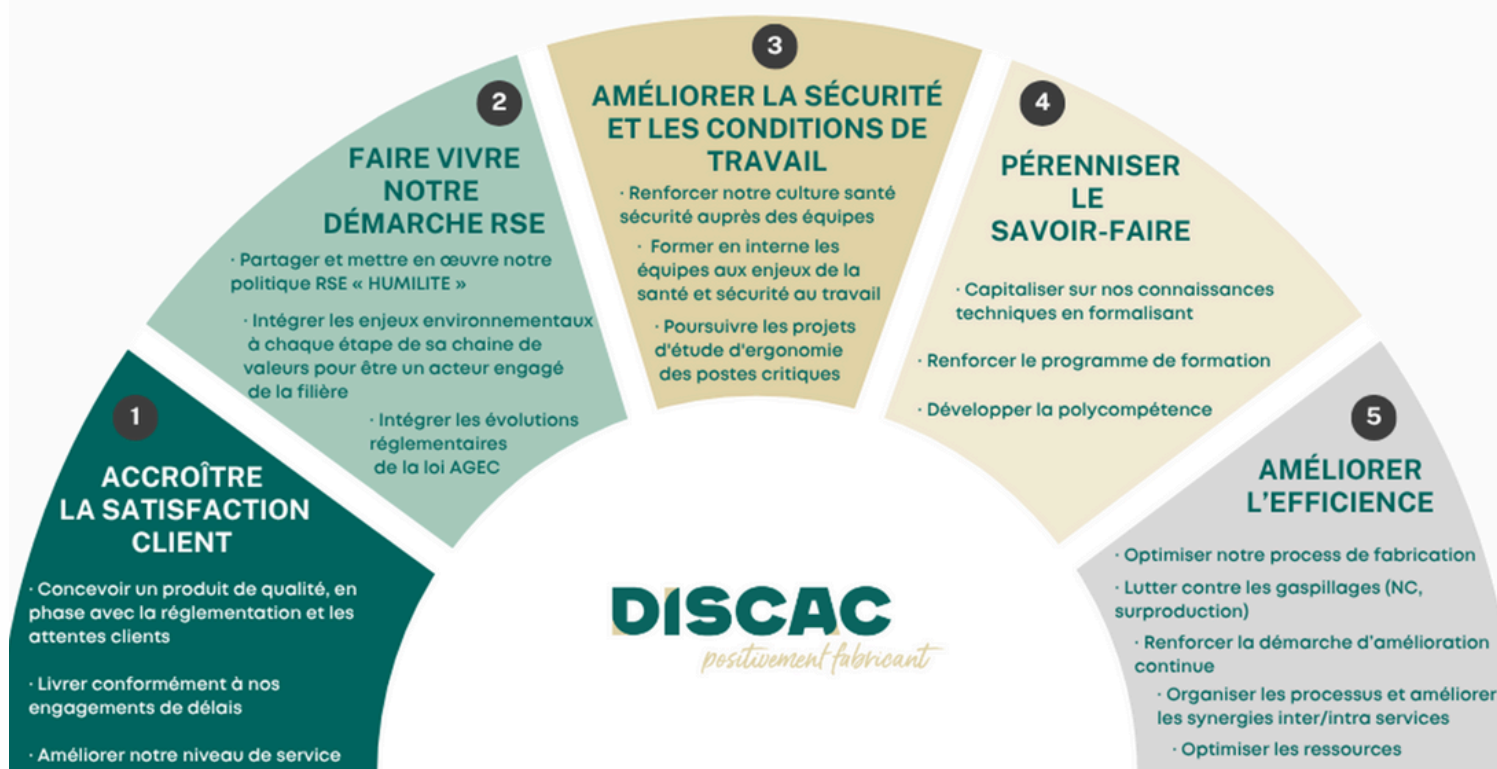 1
ACCROÎTRE
LA SATISFACTION
CLIENT
· Concevoir un produit de qualité, en
phase avec la réglementation et les
attentes clients
· Livrer conformément à nos
engagements de délais
· Améliorer notre niveau de service
2
FAIRE VIVRE
NOTRE
DÉMARCHE RSE
· Partager et mettre en œuvre notre
politique RSE « HUMILITE »
· Intégrer les enjeux environnementaux
à chaque étape de sa chaine de
valeurs pour être un acteur engagé
de la filière
· Intégrer les évolutions
réglementaires
de la loi AGEC
3
AMÉLIORER LA SÉCURITÉ
ET LES CONDITIONS DE
TRAVAIL
· Renforcer notre culture santé
sécurité auprès des équipes
· Former en interne les
équipes aux enjeux de la
santé et sécurité au travail
· Poursuivre les projets
d'étude d'ergonomie
des postes critiques
4
PÉRENNISER
LE
SAVOIR-FAIRE
· Capitaliser sur nos connaissances
techniques en formalisant
· Renforcer le programme de formation
· Développer la polycompétence
5
AMÉLIORER
L'EFFICIENCE
· Optimiser notre process de fabrication
· Lutter contre les gaspillages (NC,
surproduction)
· Renforcer la démarche d'amélioration
continue
· Organiser les processus et améliorer
les synergies inter/intra services
· Optimiser les ressources
DISCAC
positivement fabricant